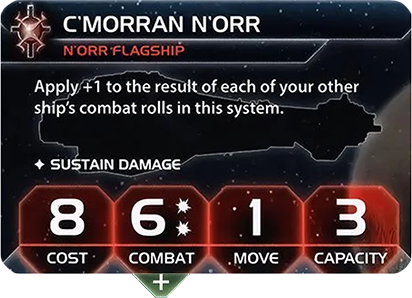 C'MORRAN N'ORR
N'ORR FLAGSHIP
Apply +1 to the result of each of your other
ship's combat rolls in this system.
SUSTAIN DAMAGE
8 6: 1 3
COST COMBAT MOVE CAPACITY
+